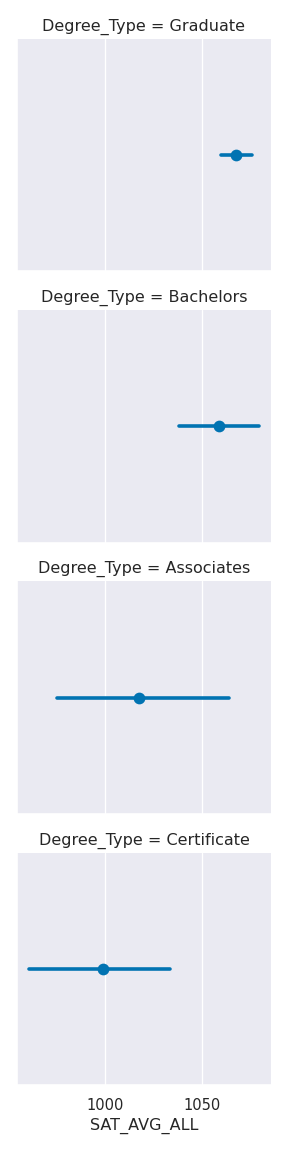 Degree_Type = Graduate
Degree_Type = Bachelors
Degree_Type = Associates
Degree_Type = Certificate
1000 1050
SAT_AVG_ALL